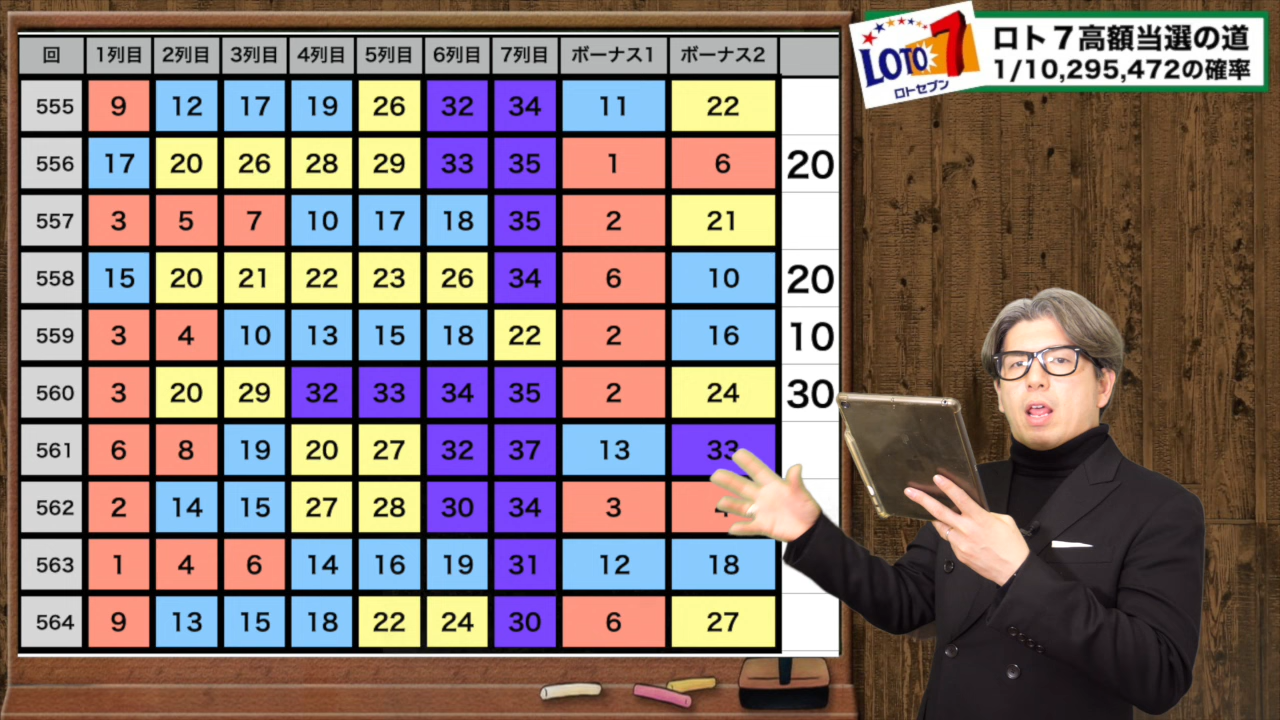 回 1列目 2列目 3列目 4列目 5列目 6列目 7列目 ボーナス1 ボーナス2
555 9 12 17 19 26 32 34 11 22
556 17 20 26 28 29 33 35 1 6 20
557 3 5 7 10 17 18 35 2 21
558 15 20 21 22 23 26 34 6 10 20
559 3 4 10 13 15 18 22 2 16 10
560 3 20 29 32 33 34 35 2 24 30
561 6 8 19 20 27 32 37 13 33
562 2 14 15 27 28 30 34 3 4
563 1 4 6 14 16 19 31 12 18
564 9 13 15 18 22 24 30 6 27
LOTO 7
ロトセブン
ロト7高額当選の道
1/10,295,472の確率